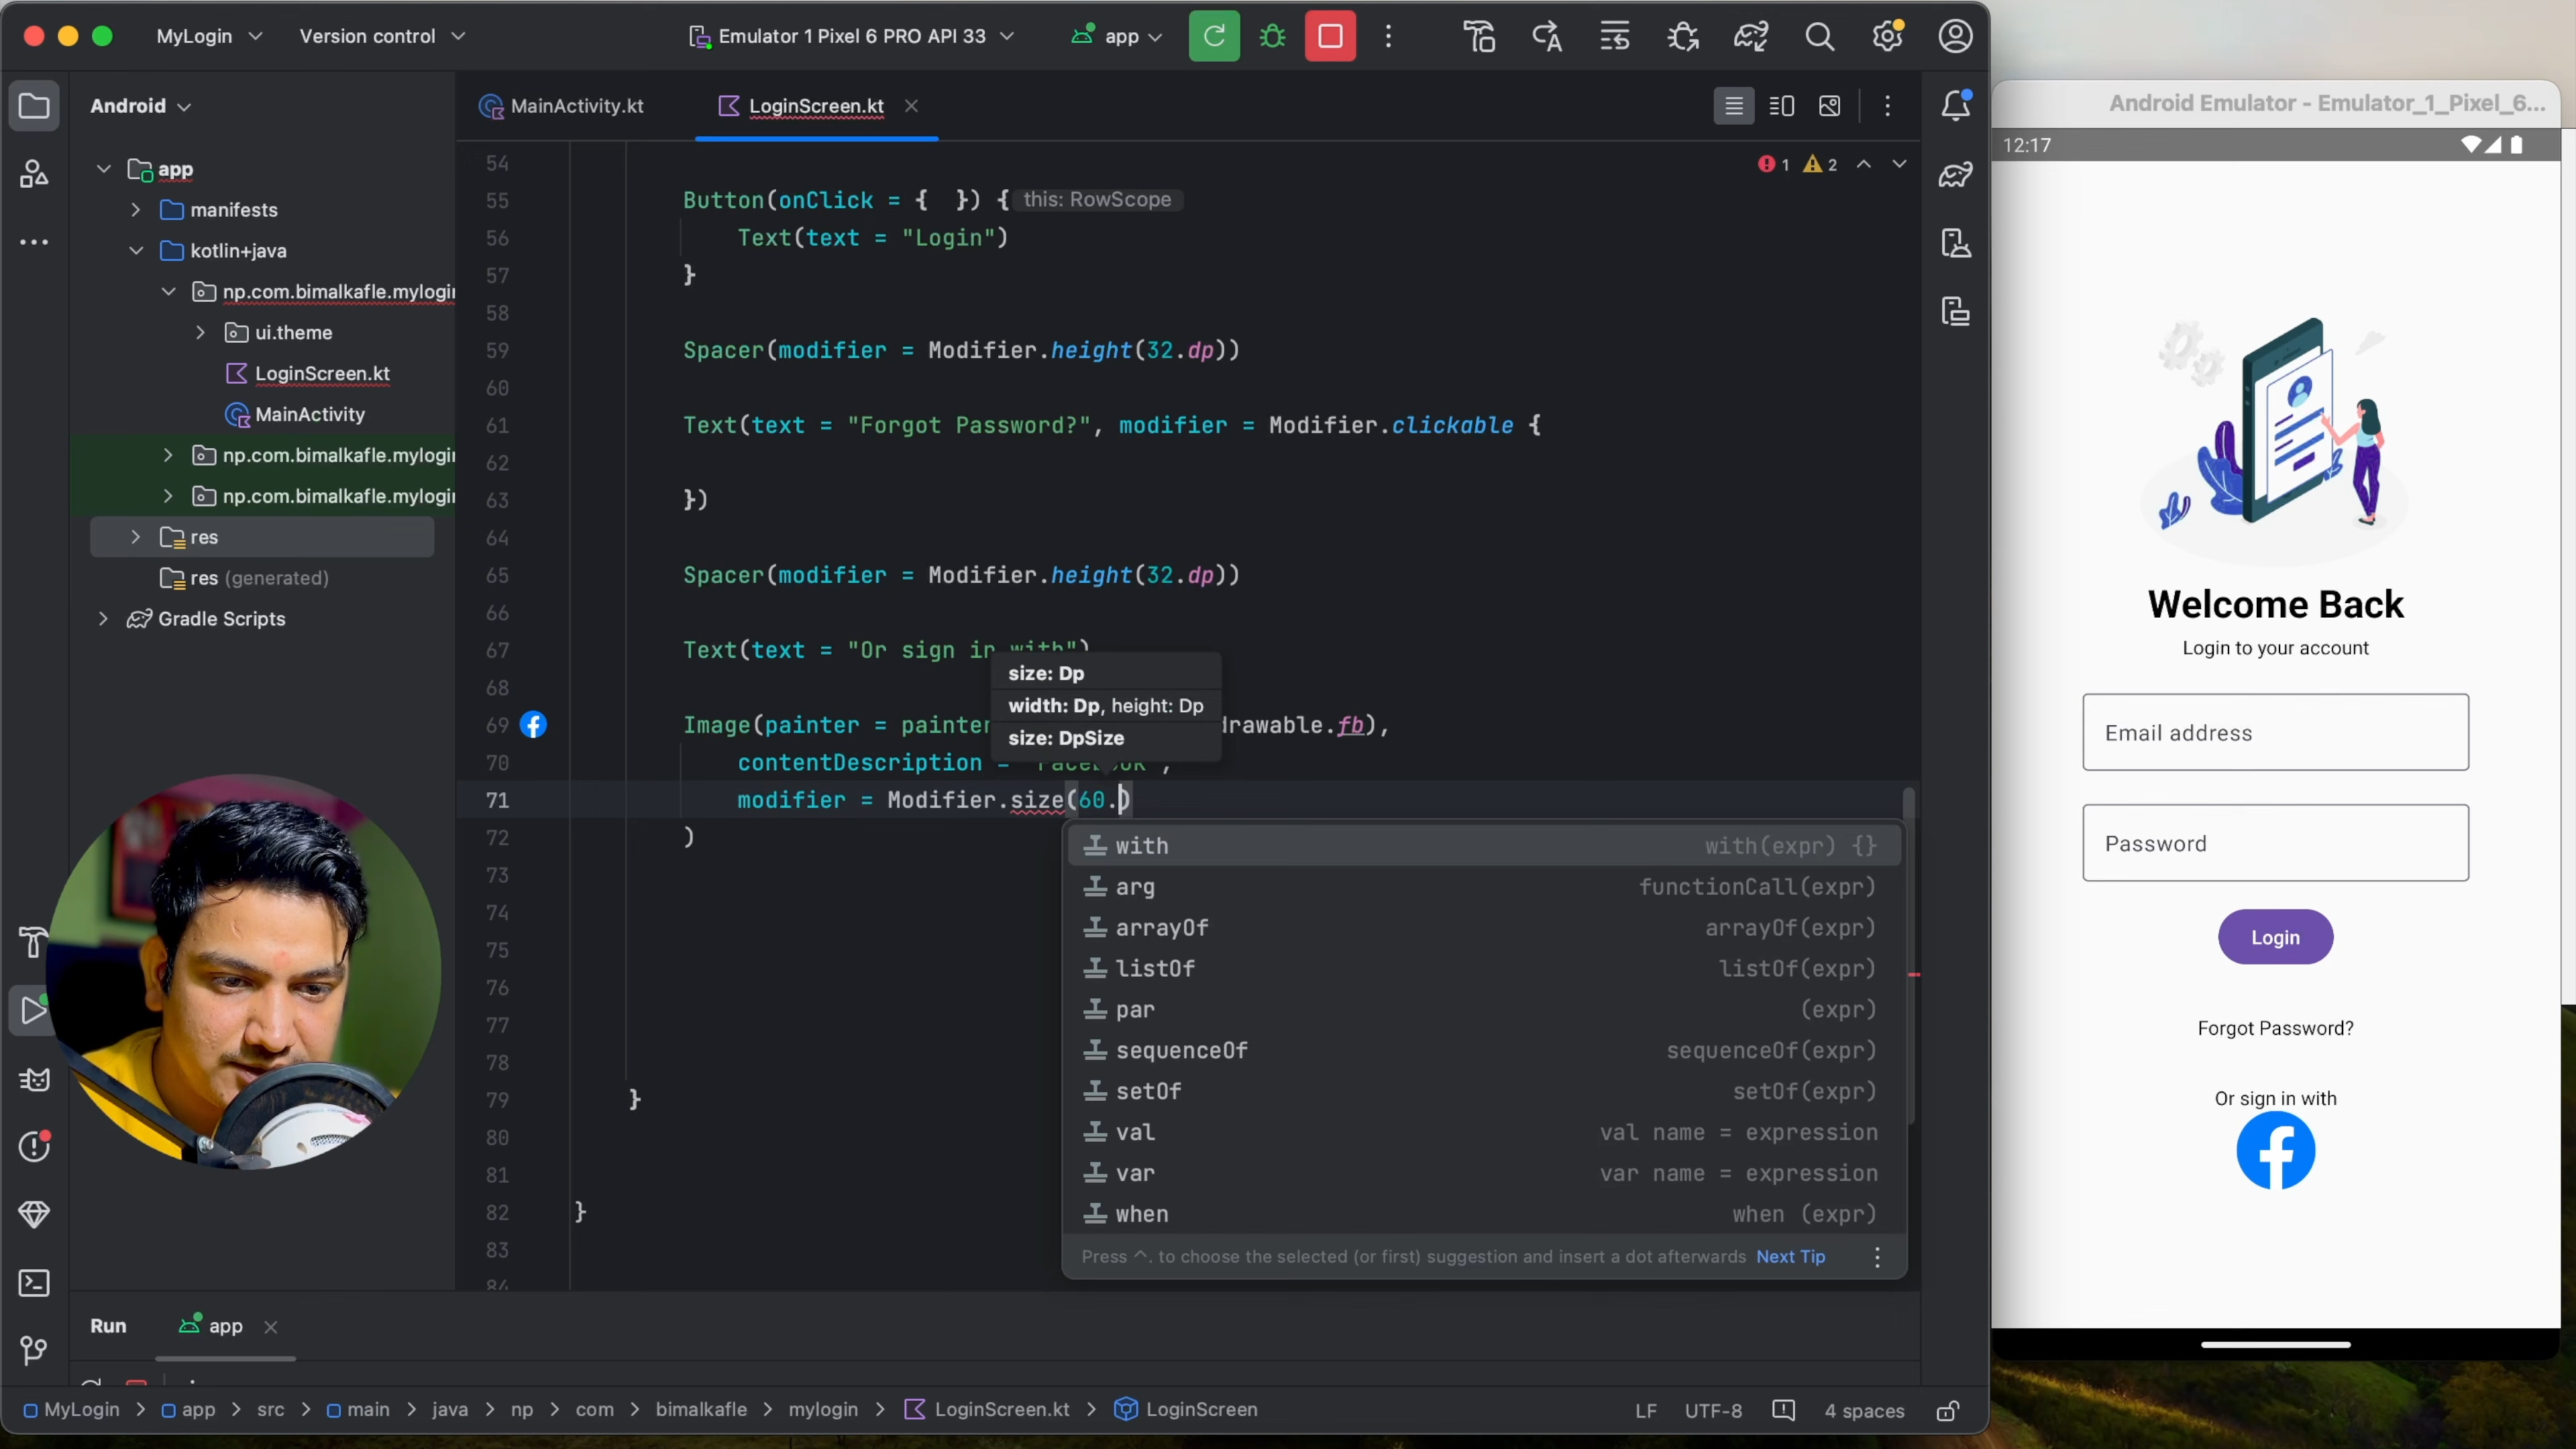 MyLogin
Version control
Emulator 1 Pixel 6 PRO API 33
app
Android
MainActivity.kt
LoginScreen.kt
Android Emulator - Emulator_1_Pixel_6...
12:17
app
manifests
kotlin+java
np.com.bimalkafle.mylogin
ui.theme
LoginScreen.kt
MainActivity
np.com.bimalkafle.mylogin
np.com.bimalkafle.mylogin
res
res (generated)
Gradle Scripts
1 2
54
55 Button(onClick = {  }) { this: RowScope
56 Text(text = "Login")
57 }
58
59 Spacer(modifier = Modifier.height(32.dp))
60
61 Text(text = "Forgot Password?", modifier = Modifier.clickable {
62
63 })
64
65 Spacer(modifier = Modifier.height(32.dp))
66
67 Text(text = "Or sign in with")
68
69 Image(painter = painter drawable.fb),
70 contentDescription = "Facebook",
71 modifier = Modifier.size(60.)
72 )
73
74
75
76
77
78
79 }
80
81
82 }
83
84
size: Dp
width: Dp, height: Dp
size: DpSize
with with(expr) {}
arg functionCall(expr)
arrayOf arrayOf(expr)
listOf listOf(expr)
par (expr)
sequenceOf sequenceOf(expr)
setOf setOf(expr)
val val name = expression
var var name = expression
when when (expr)
Press ^. to choose the selected (or first) suggestion and insert a dot afterwards Next Tip
Welcome Back
Login to your account
Email address
Password
Login
Forgot Password?
Or sign in with
Run
app
MyLogin > app > src > main > java > np > com > bimalkafle > mylogin > LoginScreen.kt > LoginScreen
LF UTF-8 4 spaces